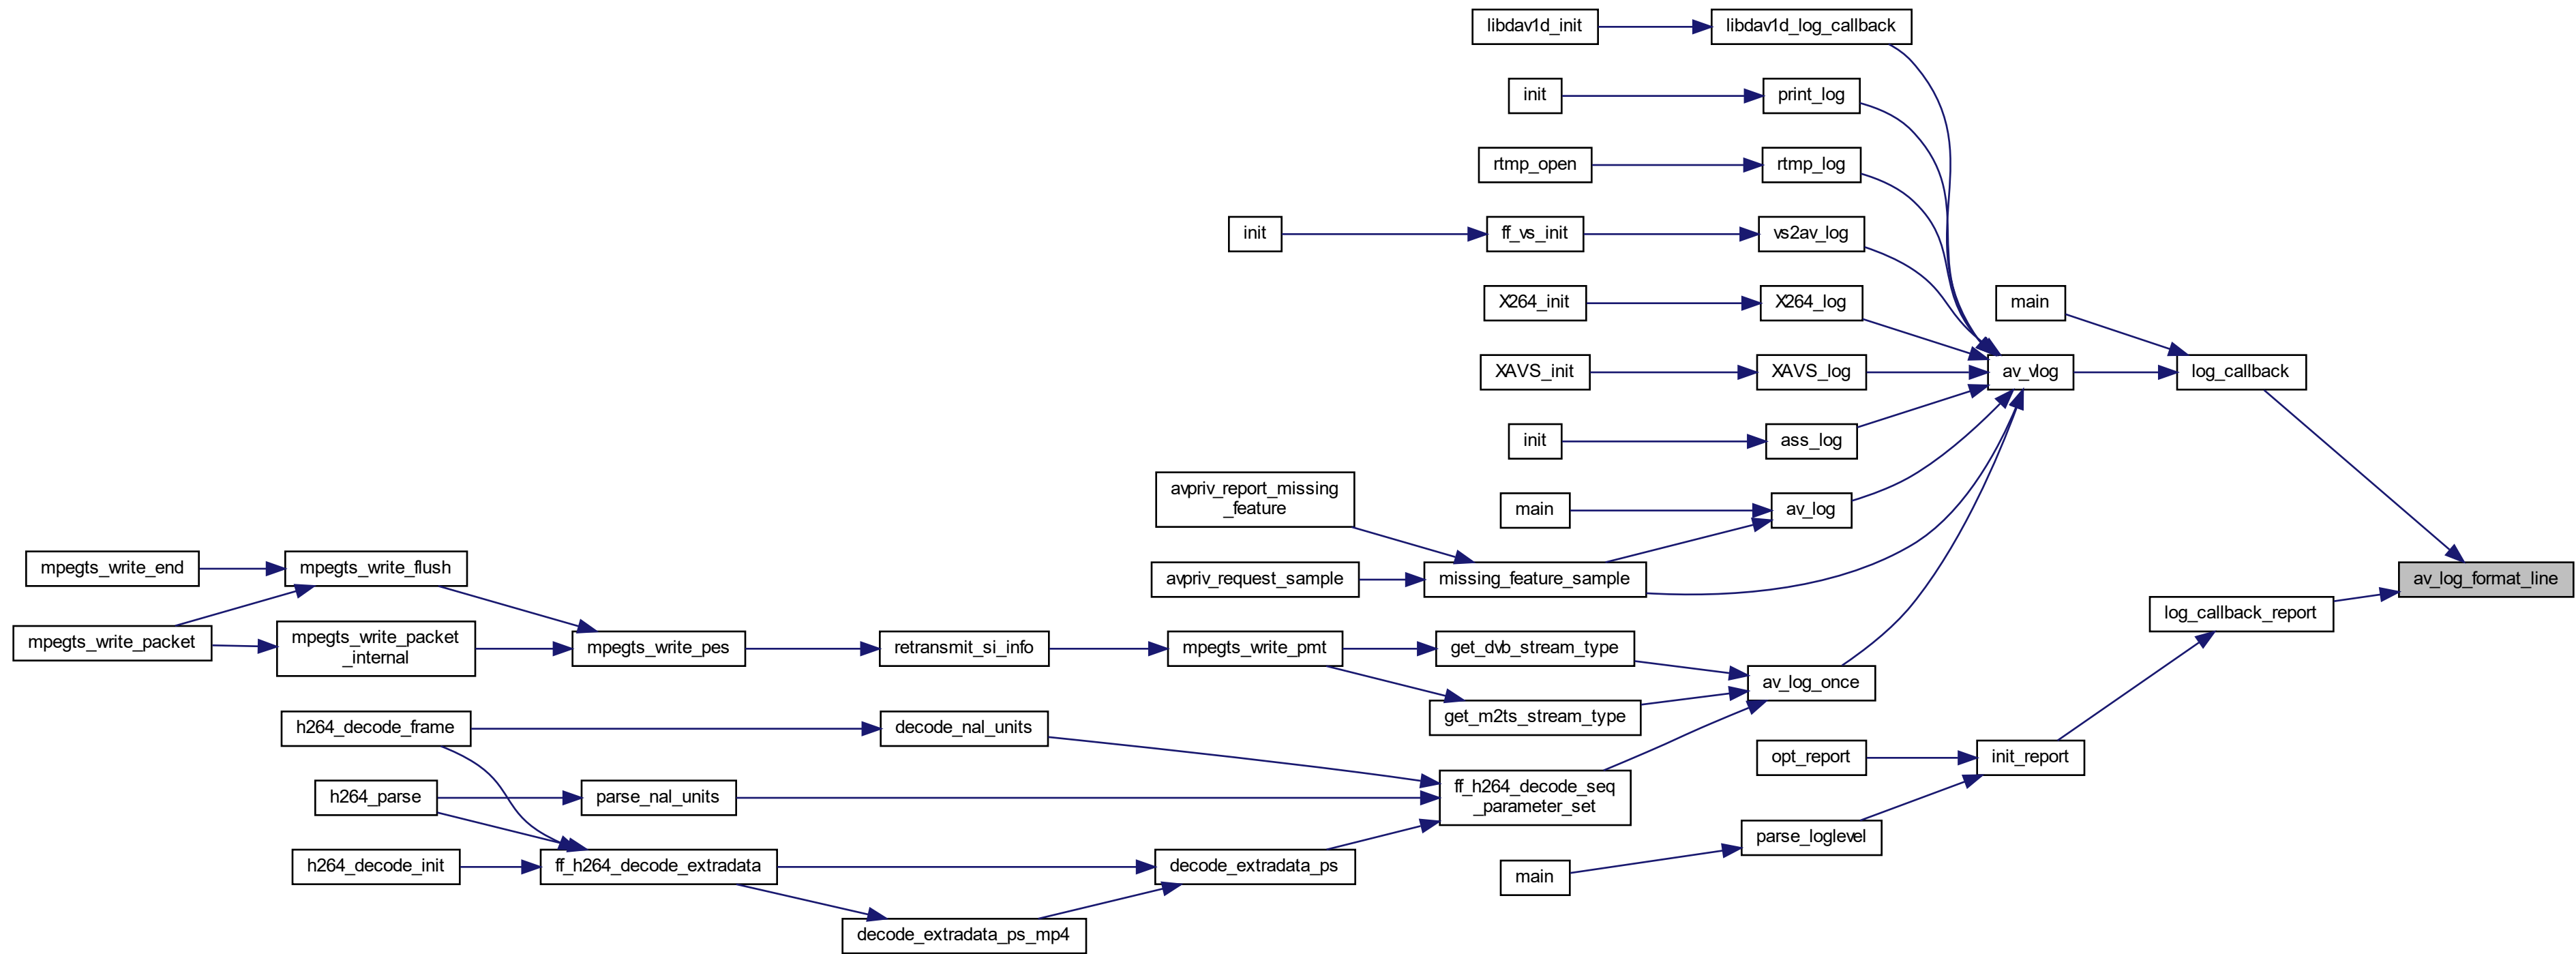 libdav1d_init
libdav1d_log_callback
init
print_log
rtmp_open
rtmp_log
init
ff_vs_init
vs2av_log
X264_init
X264_log
main
XAVS_init
XAVS_log
av_vlog
log_callback
init
ass_log
avpriv_report_missing
_feature
main
av_log
mpegts_write_end
mpegts_write_flush
avpriv_request_sample
missing_feature_sample
av_log_format_line
log_callback_report
mpegts_write_packet
mpegts_write_packet
_internal
mpegts_write_pes
retransmit_si_info
mpegts_write_pmt
get_dvb_stream_type
av_log_once
get_m2ts_stream_type
h264_decode_frame
decode_nal_units
opt_report
init_report
h264_parse
parse_nal_units
ff_h264_decode_seq
_parameter_set
parse_loglevel
h264_decode_init
ff_h264_decode_extradata
decode_extradata_ps
main
decode_extradata_ps_mp4